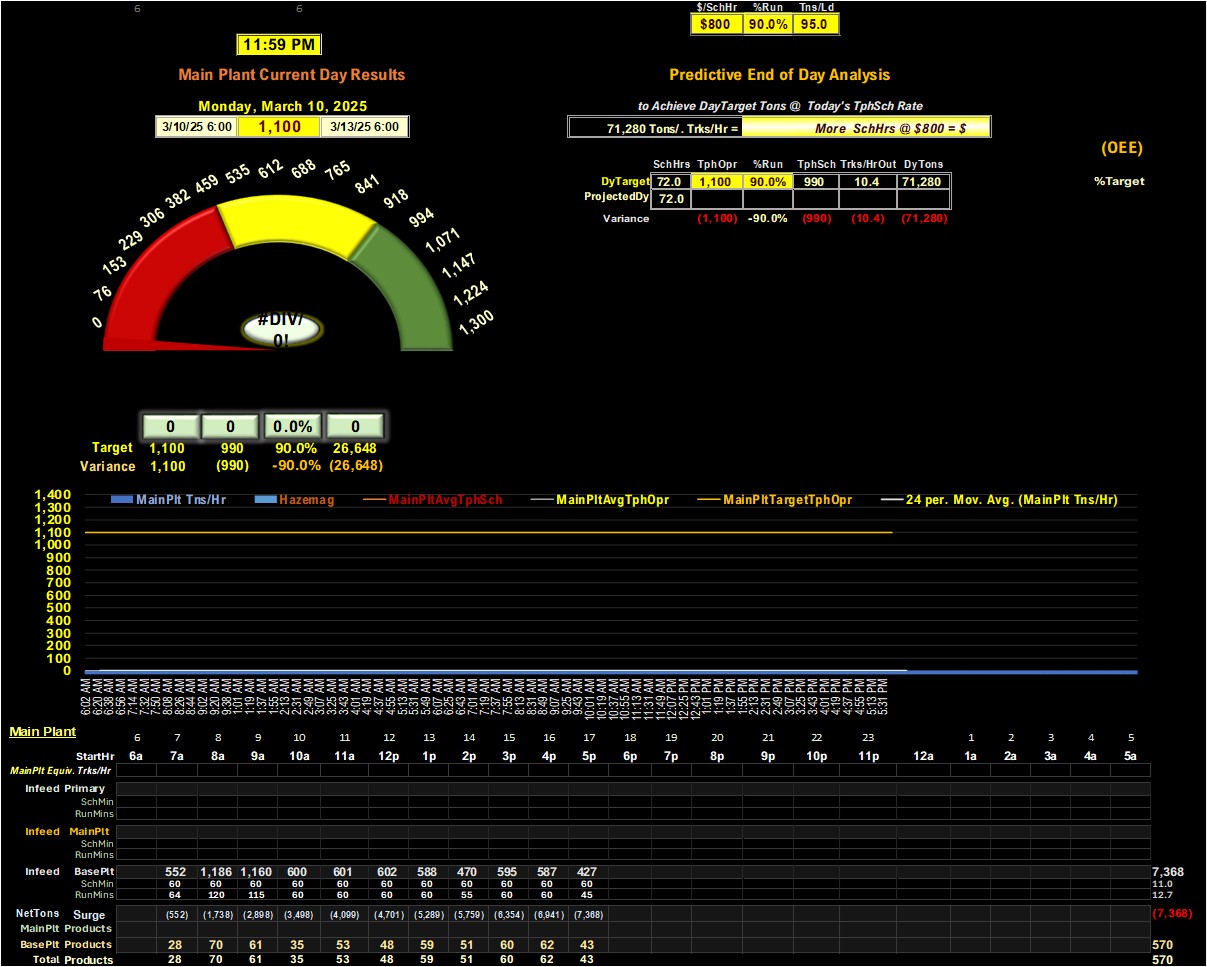 6 6
$/SchHr %Run Tns/Ld
$800 90.0% 95.0
11:59 PM
Main Plant Current Day Results
Predictive End of Day Analysis
Monday, March 10, 2025
to Achieve DayTarget Tons @ Today's TphSch Rate
3/10/25 6:00 1,100 3/13/25 6:00
71,280 Tons/. Trks/Hr = More SchHrs @ $800 = $
(OEE)
%Target
SchHrs TphOpr %Run TphSch Trks/HrOut DyTons
DyTarget 72.0 1,100 90.0% 990 10.4 71,280
ProjectedDy 72.0
Variance (1,100) -90.0% (990) (10.4) (71,280)
0 76 153 229 306 382 459 535 612 688 765 841 918 994 1,071 1,147 1,224 1,300
#DIV/
0!
0 0 0.0% 0
Target 1,100 990 90.0% 26,648
Variance 1,100 (990) -90.0% (26,648)
MainPlt Tns/Hr Hazemag MainPltAvgTphSch MainPltAvgTphOpr MainPltTargetTphOpr 24 per. Mov. Avg. (MainPlt Tns/Hr)
1,400
1,300
1,200
1,100
1,000
900
800
700
600
500
400
300
200
100
0
6:02 AM 6:20 AM 6:38 AM 6:56 AM 7:14 AM 7:32 AM 7:50 AM 8:08 AM 8:26 AM 8:44 AM 9:02 AM 9:20 AM 9:38 AM 1:01 AM 1:19 AM 1:37 AM 1:55 AM 2:13 AM 2:31 AM 2:49 AM 3:07 AM 3:25 AM 3:43 AM 4:01 AM 4:19 AM 4:37 AM 4:55 AM 5:13 AM 5:31 AM 5:49 AM 6:07 AM 6:25 AM 6:43 AM 7:01 AM 7:19 AM 7:37 AM 7:55 AM 8:13 AM 8:31 AM 8:49 AM 9:07 AM 9:25 AM 9:43 AM 10:01 AM 10:19 AM 10:37 AM 10:55 AM 11:13 AM 11:31 AM 11:49 AM 12:07 PM 12:25 PM 12:43 PM 1:01 PM 1:19 PM 1:37 PM 1:55 PM 2:13 PM 2:31 PM 2:49 PM 3:07 PM 3:25 PM 3:43 PM 4:01 PM 4:19 PM 4:37 PM 4:55 PM 5:13 PM 5:31 PM
Main Plant
6 7 8 9 10 11 12 13 14 15 16 17 18 19 20 21 22 23 1 2 3 4 5
StartHr 6a 7a 8a 9a 10a 11a 12p 1p 2p 3p 4p 5p 6p 7p 8p 9p 10p 11p 12a 1a 2a 3a 4a 5a
MainPlt Equiv. Trks/Hr
Infeed Primary
SchMin
RunMins
Infeed MainPlt
SchMin
RunMins
Infeed BasePlt 552 1,186 1,160 600 601 602 588 470 595 587 427 7,368
SchMin 60 60 60 60 60 60 60 60 60 60 60 11.0
RunMins 64 120 115 60 60 60 60 55 60 60 45 12.7
NetTons Surge (552) (1,738) (2,898) (3,498) (4,099) (4,701) (5,289) (5,759) (6,354) (6,941) (7,368) (7,368)
MainPlt Products
BasePlt Products 28 70 61 35 53 48 59 51 60 62 43 570
Total Products 28 70 61 35 53 48 59 51 60 62 43 570